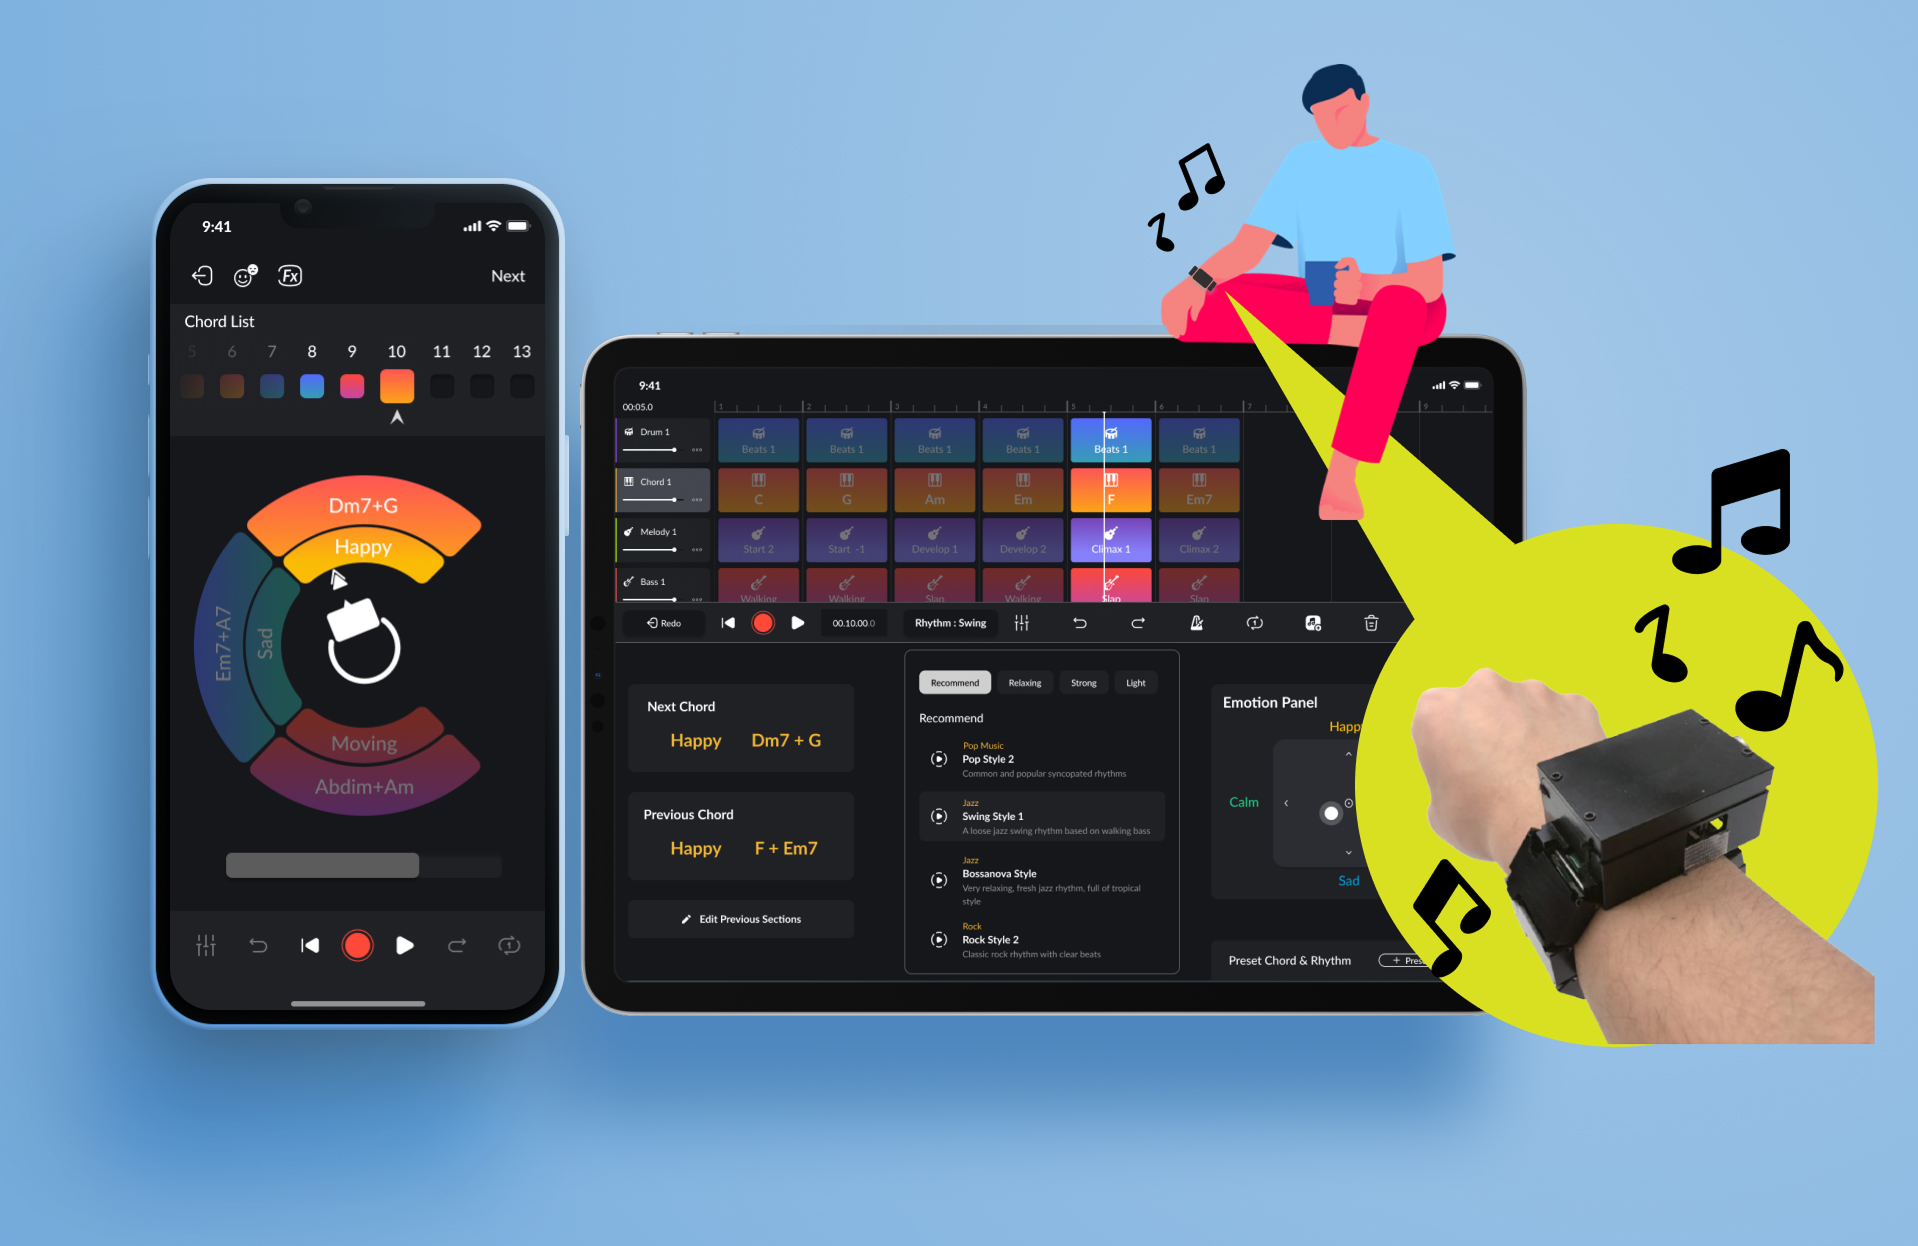 9:41
Fx
Next
Chord List
5 6 7 8 9 10 11 12 13
Dm7+G
Happy
Em7+A7
Sad
Moving
Abdim+Am
1
9:41
00:05.0
1 2 3 4 5 6 7 9
Drum 1
Beats 1 Beats 1 Beats 1 Beats 1 Beats 1 Beats 1
Chord 1
C G Am Em F Em7
Melody 1
Start 2 Start -1 Develop 1 Develop 2 Climax 1 Climax 2
Bass 1
Walking Walking Slap Walking Slap Slap
Redo
00.10.00.0
Rhythm : Swing
Next Chord
Happy Dm7 + G
Previous Chord
Happy F + Em7
Edit Previous Sections
Recommend Relaxing Strong Light
Recommend
Pop Music
Pop Style 2
Common and popular syncopated rhythms
Jazz
Swing Style 1
A loose jazz swing rhythm based on walking bass
Jazz
Bossanova Style
Very relaxing, fresh jazz rhythm, full of tropical
style
Rock
Rock Style 2
Classic rock rhythm with clear beats
Emotion Panel
Happy
Calm
Sad
Preset Chord & Rhythm
+ Pres